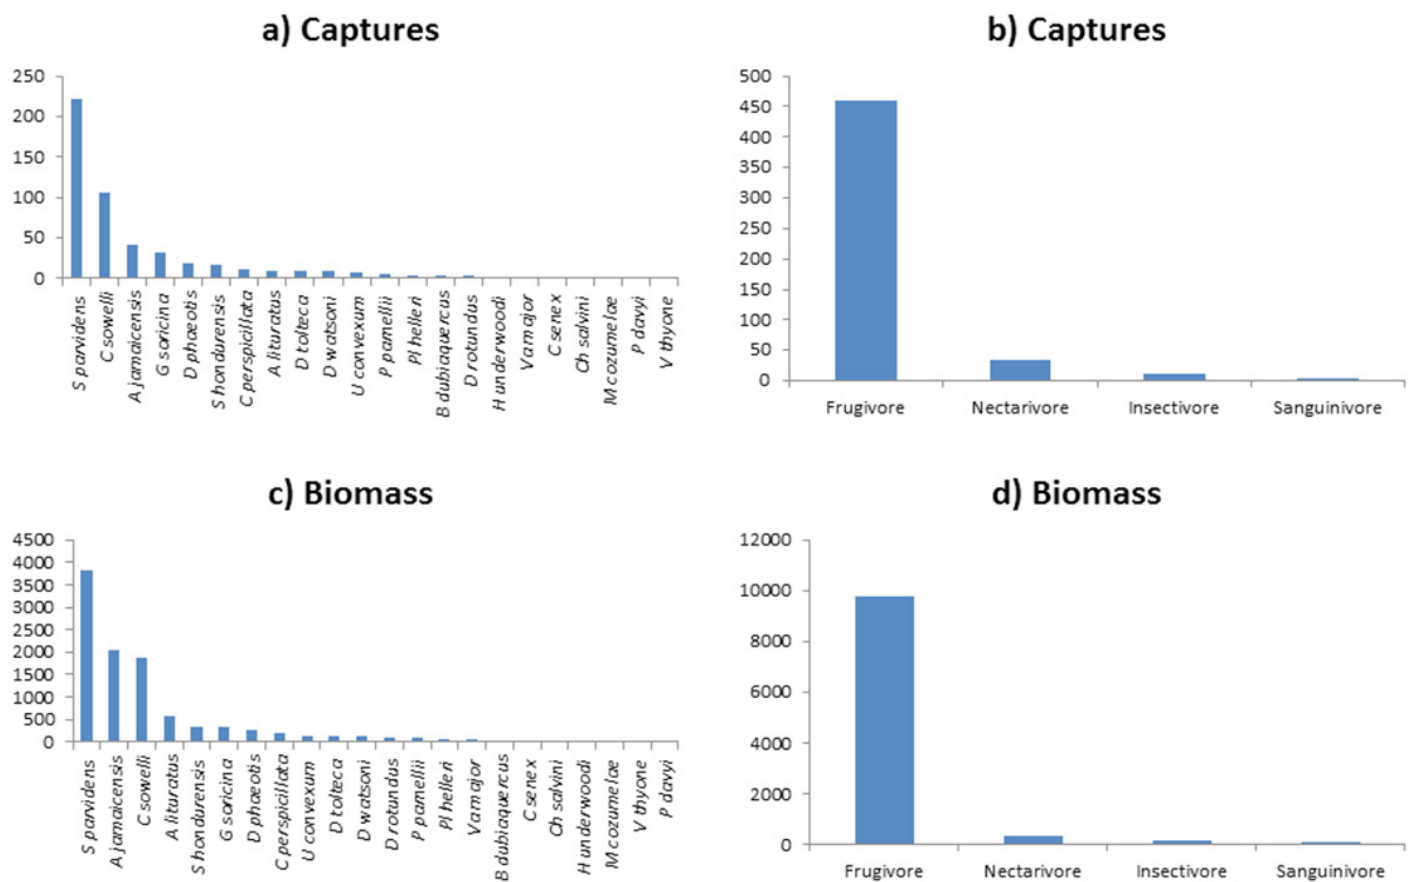 a) Captures
250
200
150
100
50
0
S parvidens
C sowelli
A jamaicensis
G soricina
D phaeotis
S hondurensis
C perspicillata
A lituratus
D tolteca
D watsoni
U convexum
P parnellii
Pl helleri
B dubiaquercus
D rotundus
H underwoodi
V amajor
C senex
Ch salvini
M cozumelae
P davyi
V thyone
b) Captures
500
450
400
350
300
250
200
150
100
50
0
Frugivore
Nectarivore
Insectivore
Sanguinivore
c) Biomass
4500
4000
3500
3000
2500
2000
1500
1000
500
0
S parvidens
A jamaicensis
C sowelli
A lituratus
S hondurensis
G soricina
D phaeotis
C perspicillata
U convexum
D tolteca
D watsoni
D rotundus
P parnellii
Pl helleri
V amajor
B dubiaquercus
C senex
Ch salvini
H underwoodi
M cozumelae
V thyone
P davyi
d) Biomass
12000
10000
8000
6000
4000
2000
0
Frugivore
Nectarivore
Insectivore
Sanguinivore